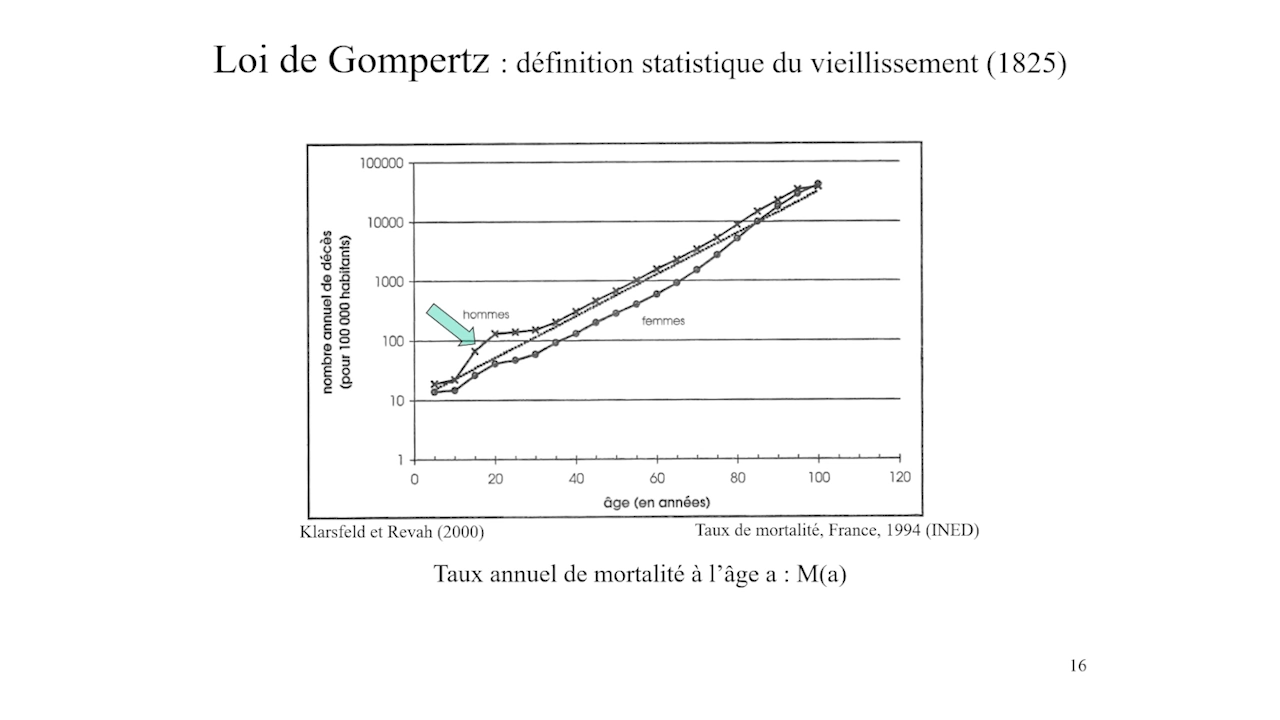 Loi de Gompertz : définition statistique du vieillissement (1825)
nombre annuel de décès
(pour 100 000 habitants)
100000
10000
1000
100
10
1
hommes
femmes
0 20 40 60 80 100 120
âge (en années)
Klarsfeld et Revah (2000)
Taux de mortalité, France, 1994 (INED)
Taux annuel de mortalité à l’âge a : M(a)
16